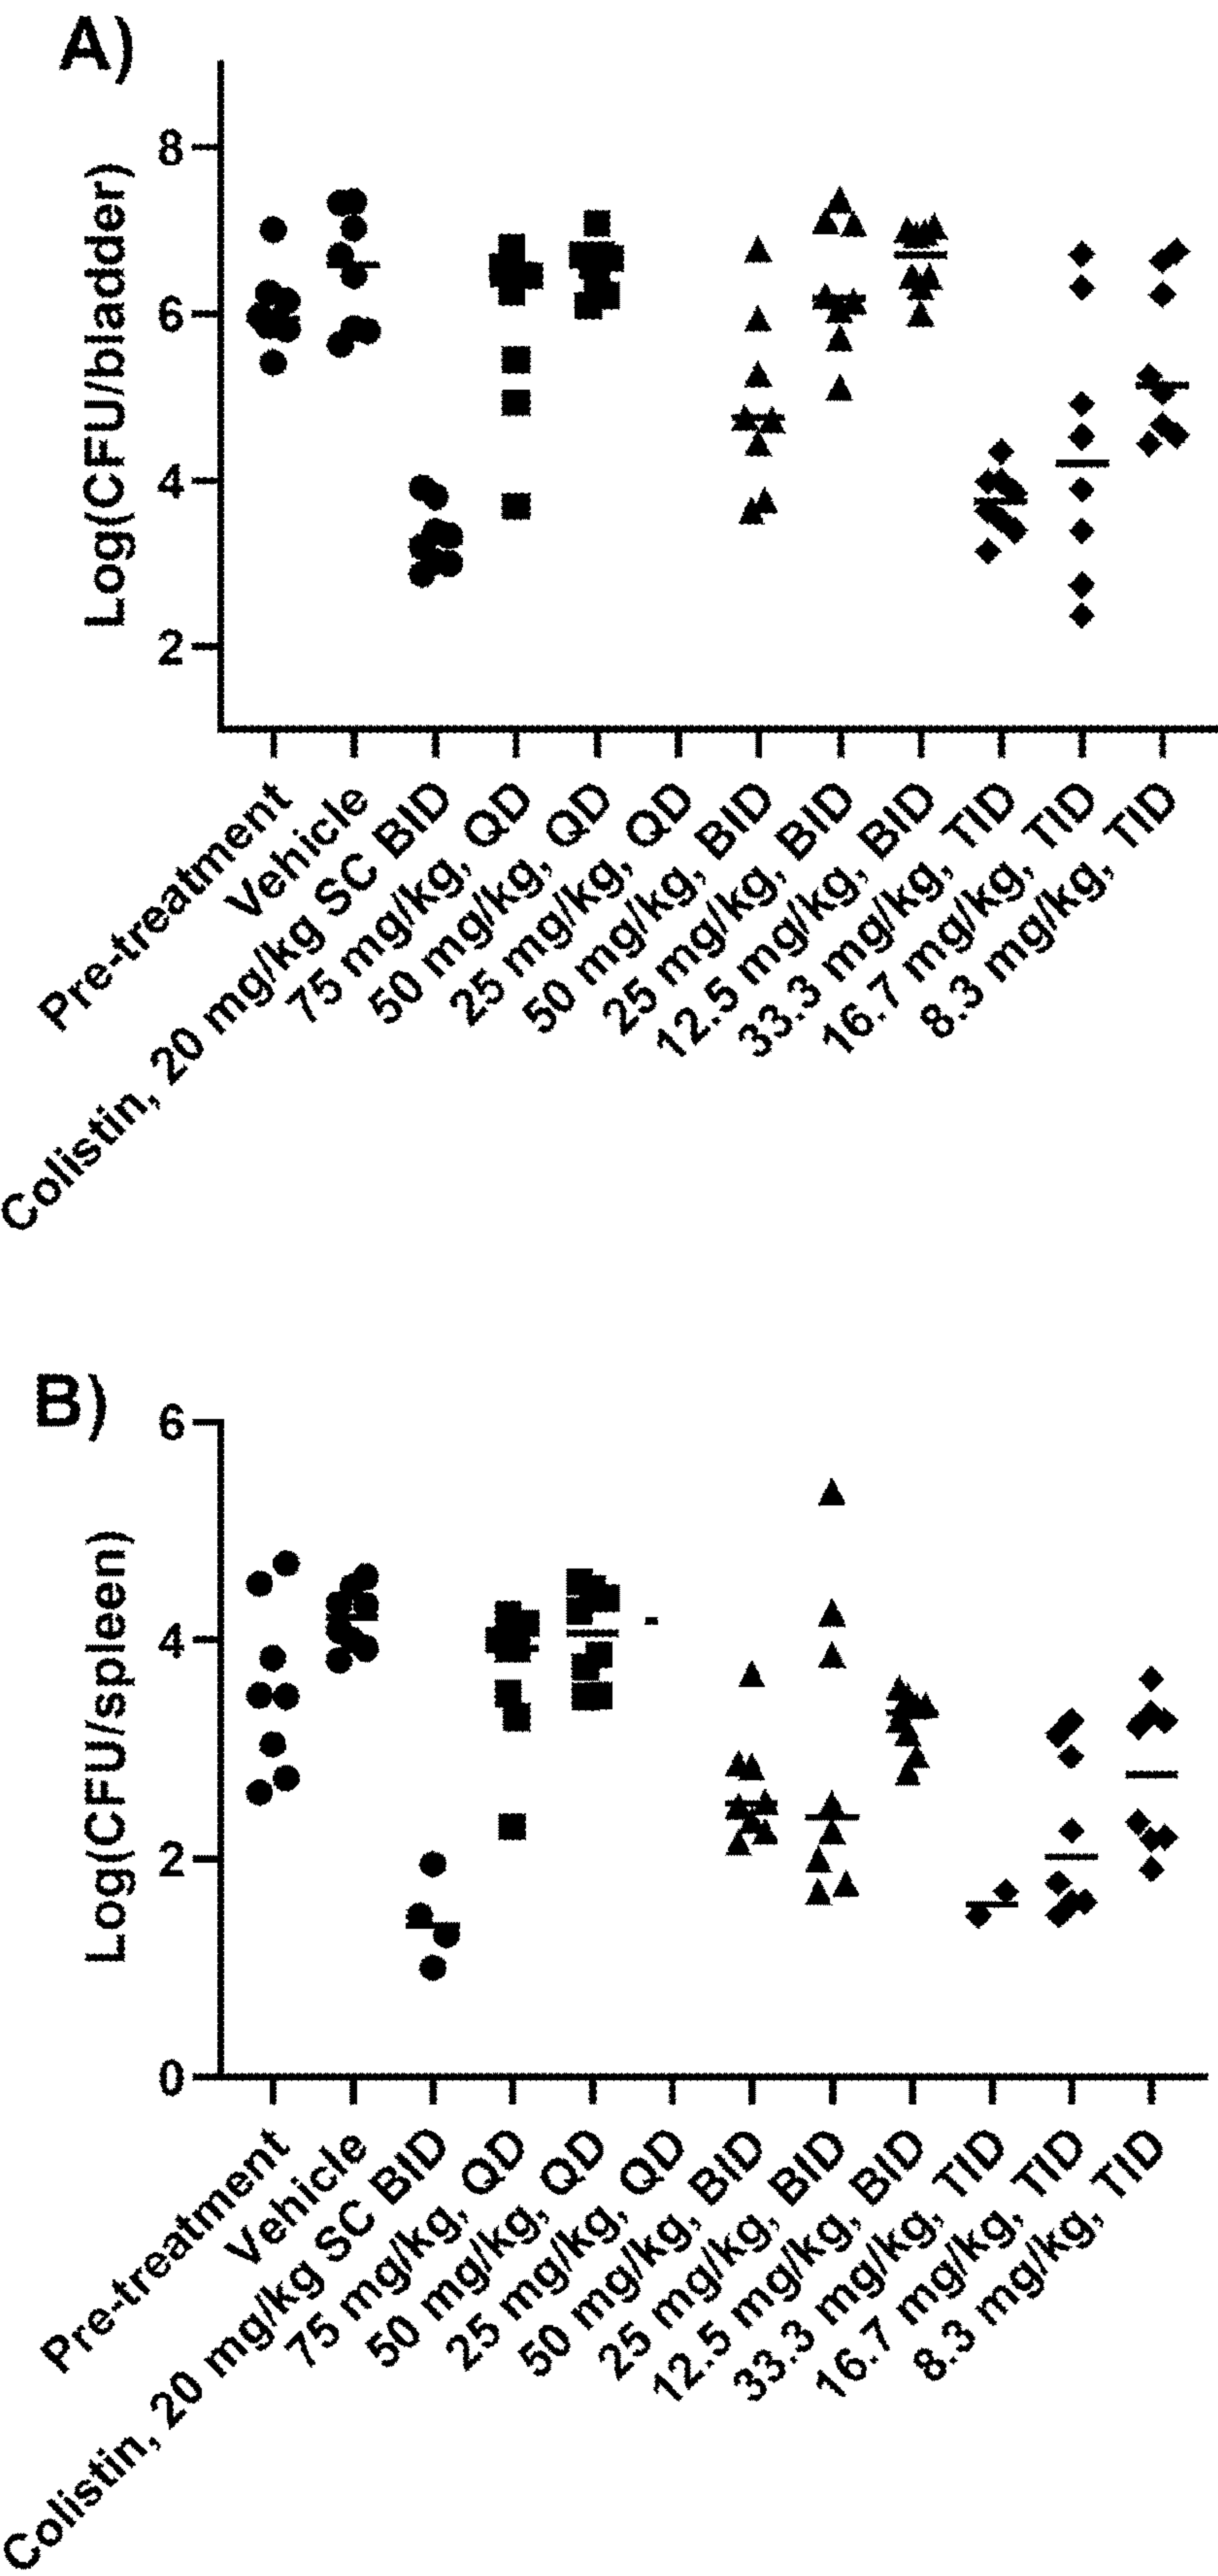 A)
Log(CFU/bladder)
8
6
4
2
Pre-treatment
Vehicle
Colistin, 20 mg/kg SC BID
75 mg/kg, QD
50 mg/kg, QD
25 mg/kg, QD
50 mg/kg, BID
25 mg/kg, BID
12.5 mg/kg, BID
33.3 mg/kg, TID
16.7 mg/kg, TID
8.3 mg/kg, TID
B)
Log(CFU/spleen)
6
4
2
0
Pre-treatment
Vehicle
Colistin, 20 mg/kg SC BID
75 mg/kg, QD
50 mg/kg, QD
25 mg/kg, QD
50 mg/kg, BID
25 mg/kg, BID
12.5 mg/kg, BID
33.3 mg/kg, TID
16.7 mg/kg, TID
8.3 mg/kg, TID